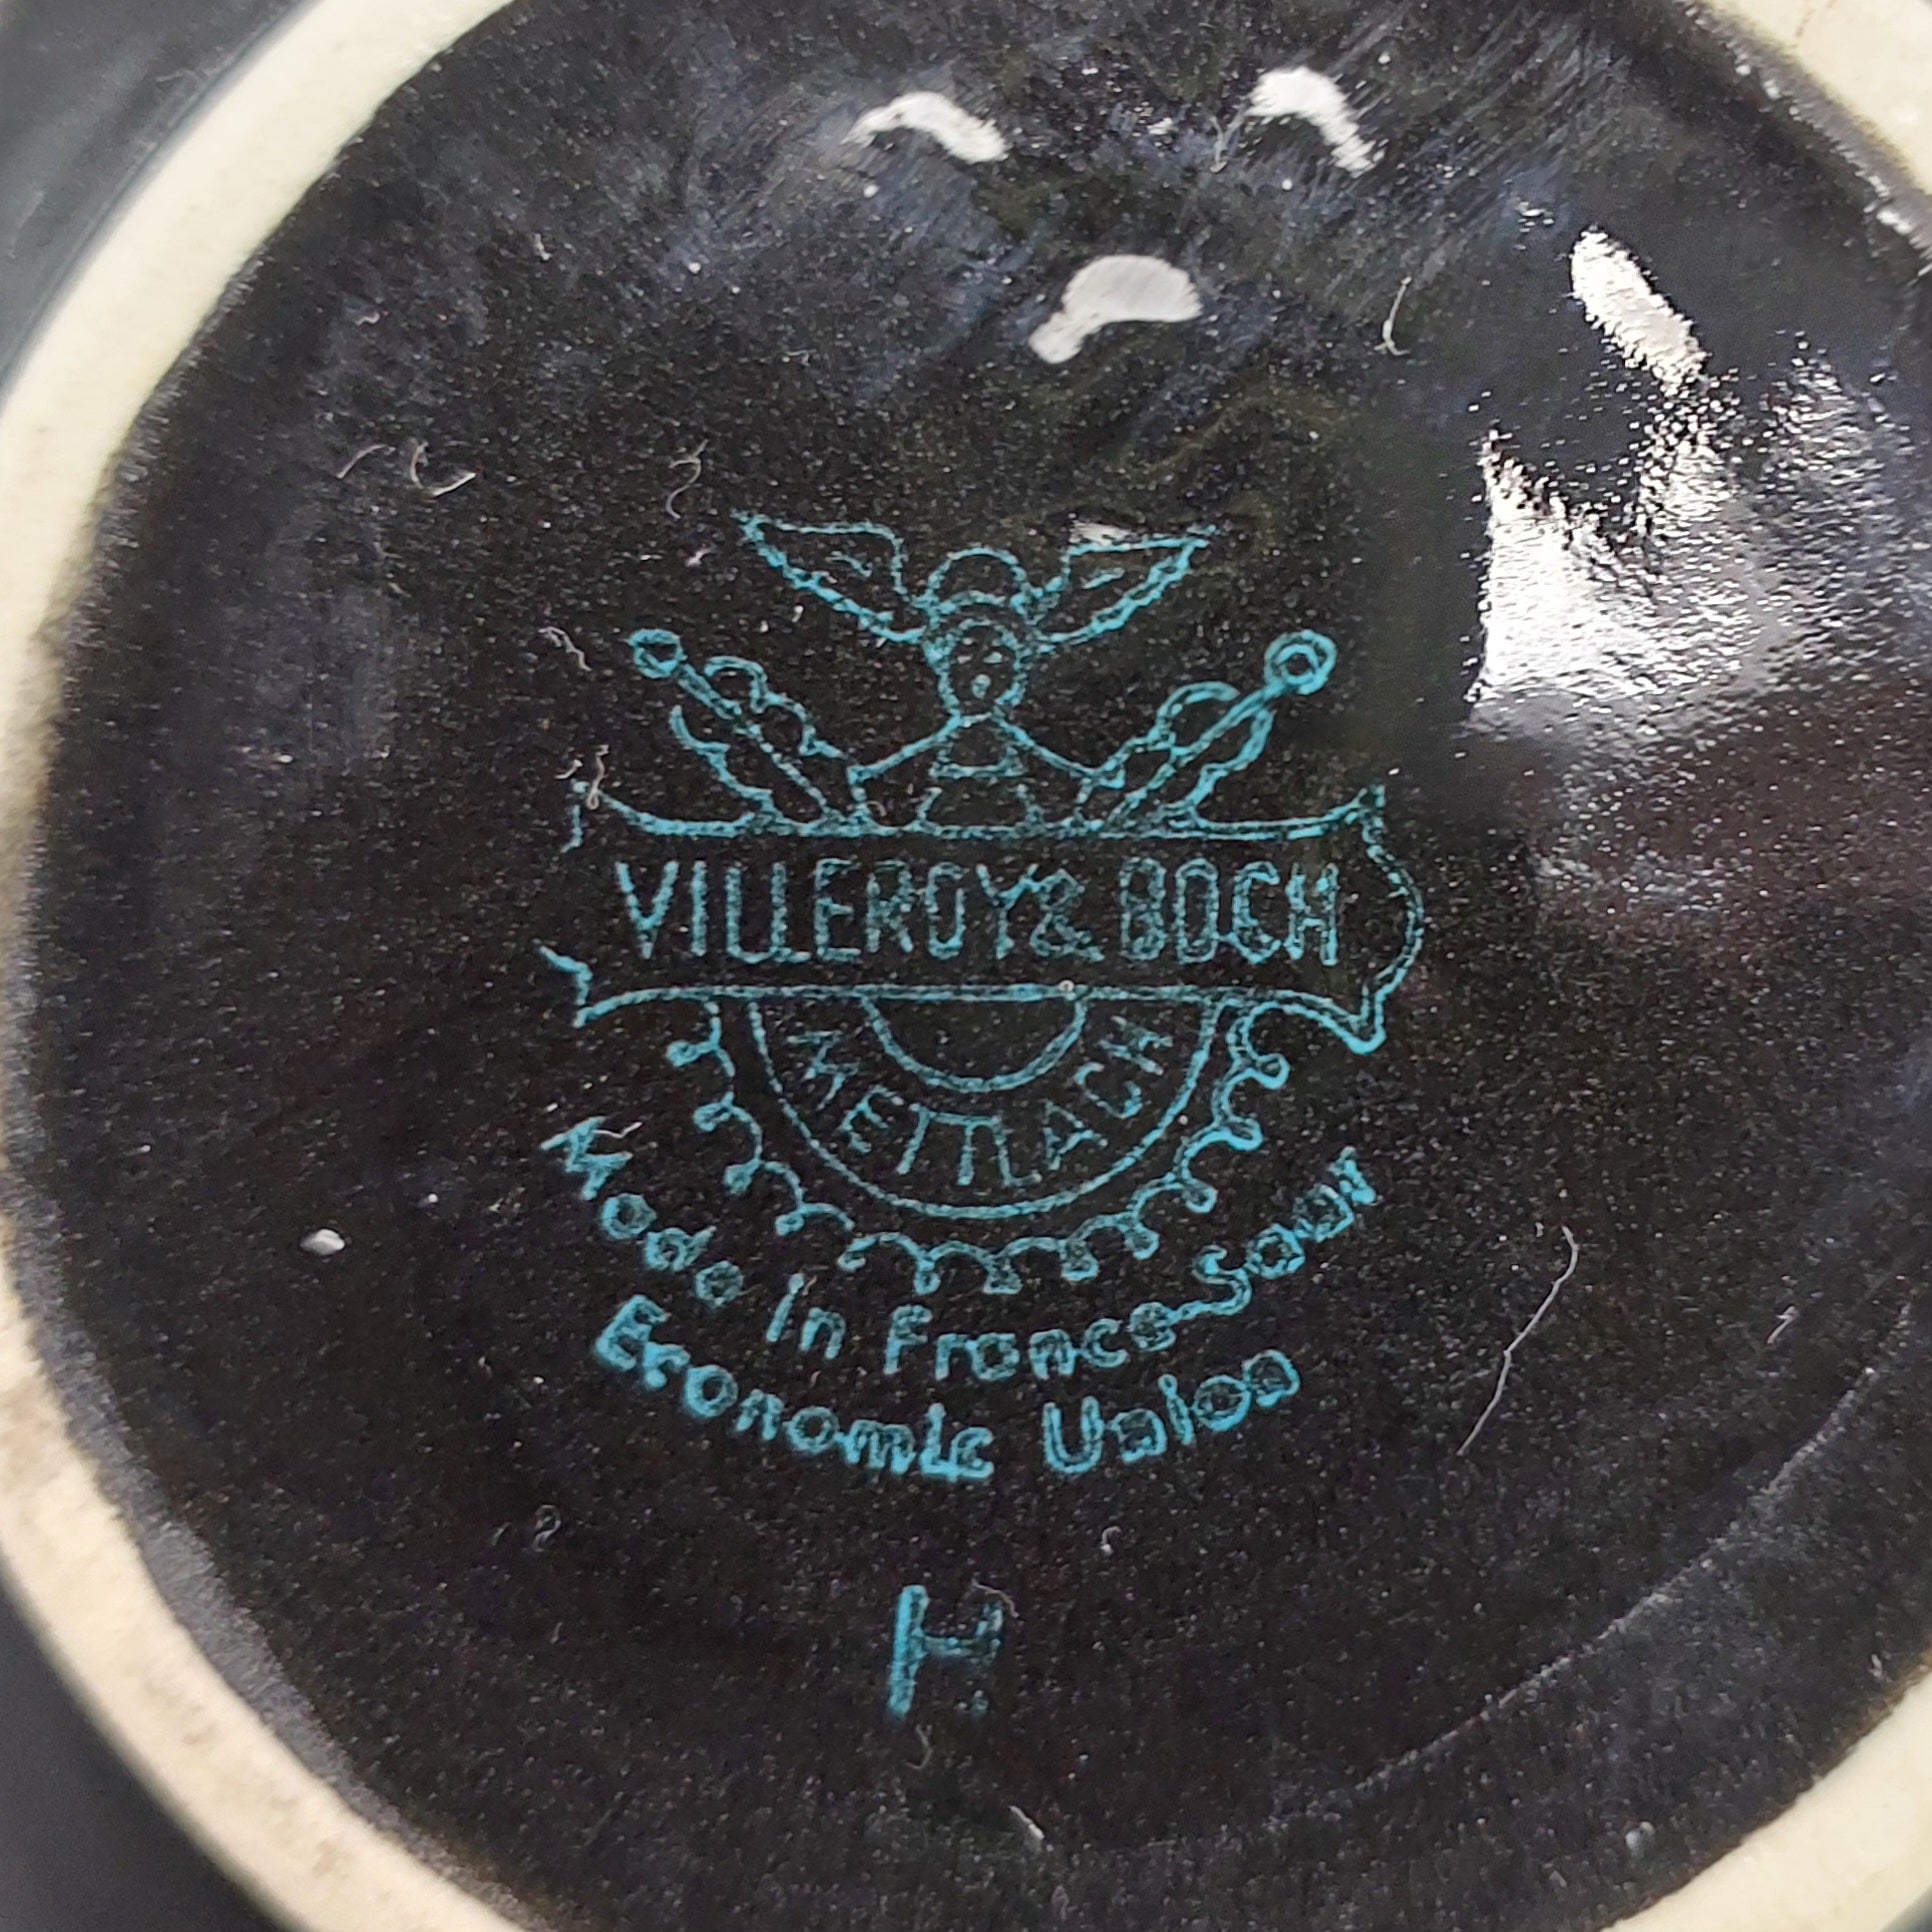 VILLEROY & BOCH
METTLACH
Made in France-Saar
Economic Union
H